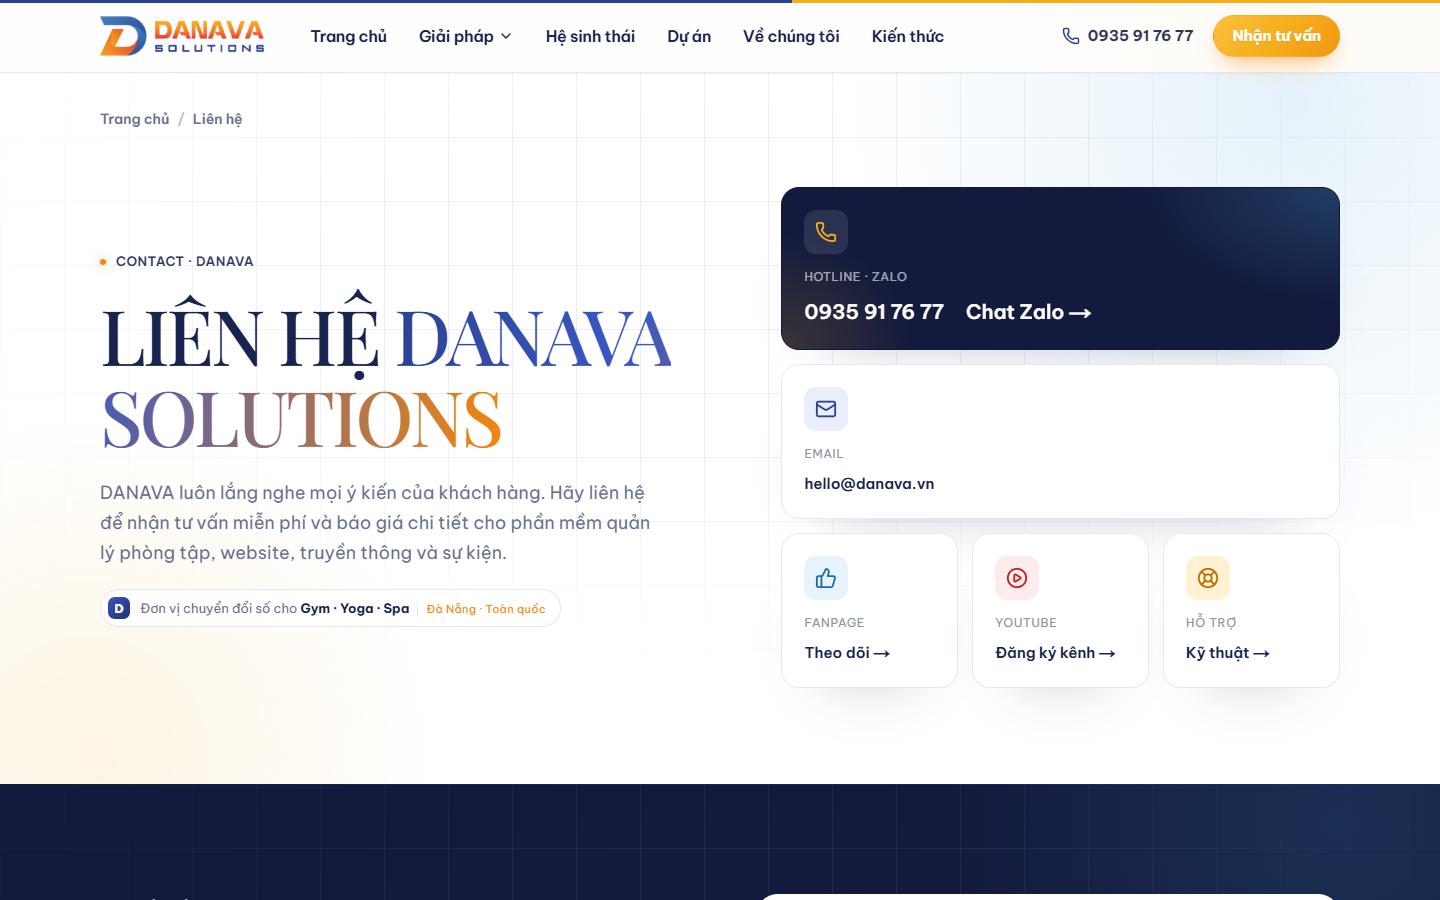 DANAVA
SOLUTIONS
Trang chủ
Giải pháp
Hệ sinh thái
Dự án
Về chúng tôi
Kiến thức
0935 91 76 77
Nhận tư vấn
Trang chủ / Liên hệ
CONTACT · DANAVA
LIÊN HỆ DANAVA
SOLUTIONS
DANAVA luôn lắng nghe mọi ý kiến của khách hàng. Hãy liên hệ
để nhận tư vấn miễn phí và báo giá chi tiết cho phần mềm quản
lý phòng tập, website, truyền thông và sự kiện.
D Đơn vị chuyển đổi số cho Gym · Yoga · Spa Đà Nẵng · Toàn quốc
HOTLINE · ZALO
0935 91 76 77 Chat Zalo →
EMAIL
hello@danava.vn
FANPAGE
Theo dõi →
YOUTUBE
Đăng ký kênh →
HỖ TRỢ
Kỹ thuật →